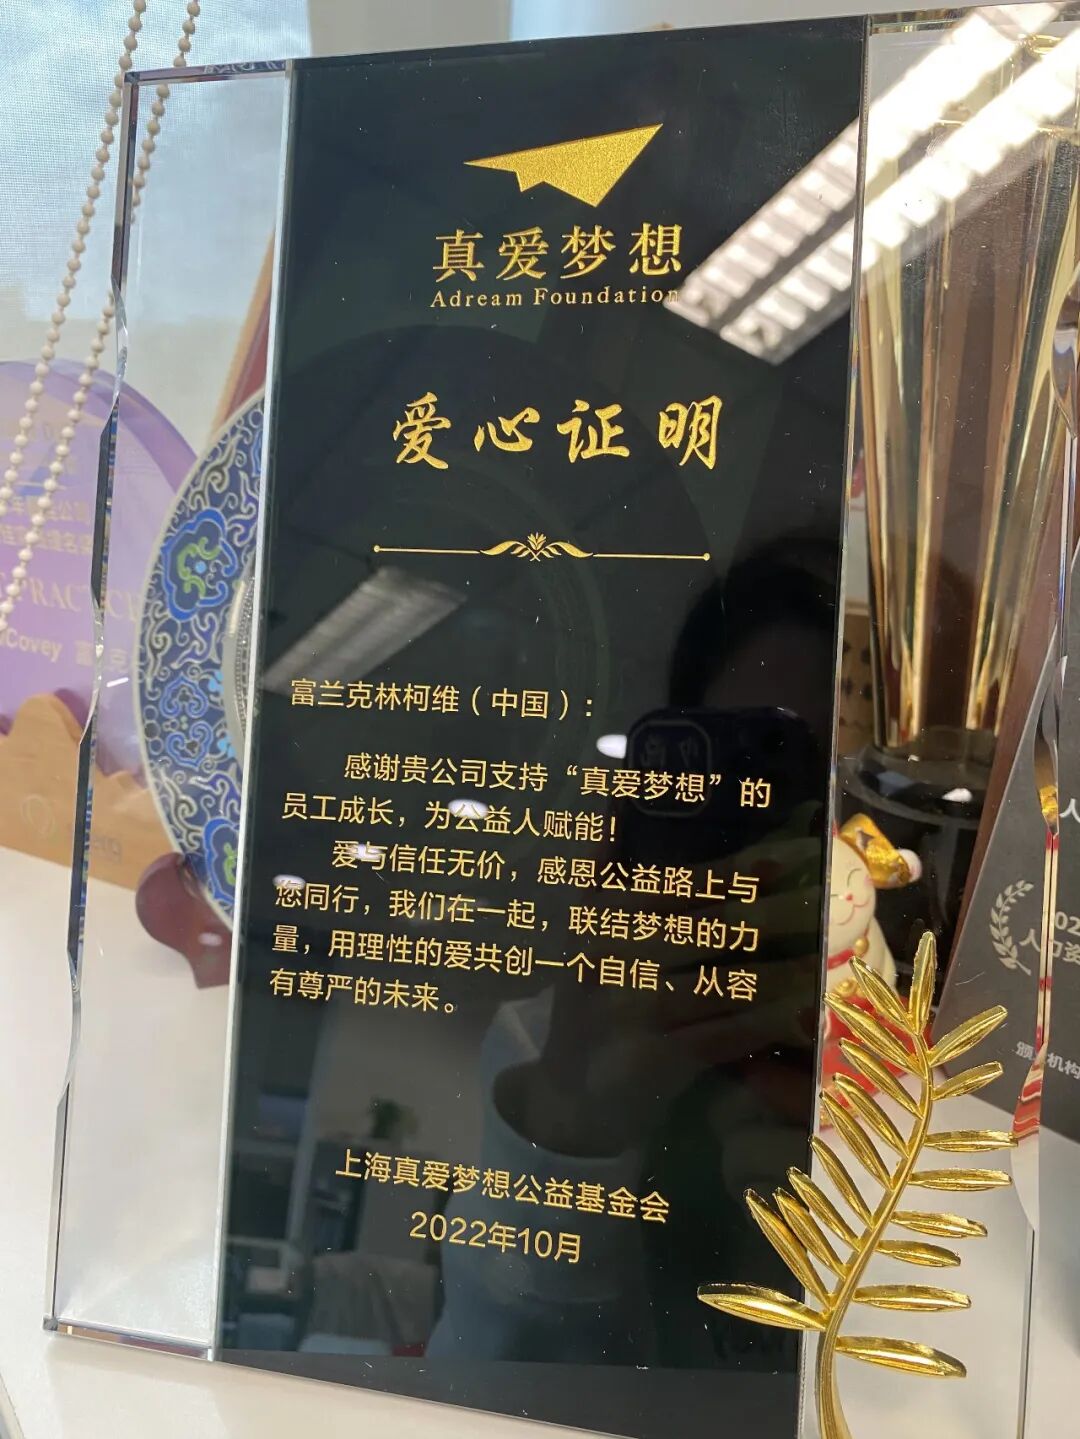 真爱梦想
Adream Foundation
爱心证明
富兰克林柯维（中国）：
感谢贵公司支持“真爱梦想”的
员工成长，为公益人赋能！
爱与信任无价，感恩公益路上与
您同行，我们在一起，联结梦想的力
量，用理性的爱共创一个自信、从容
有尊严的未来。
上海真爱梦想公益基金会
2022年10月
Covey